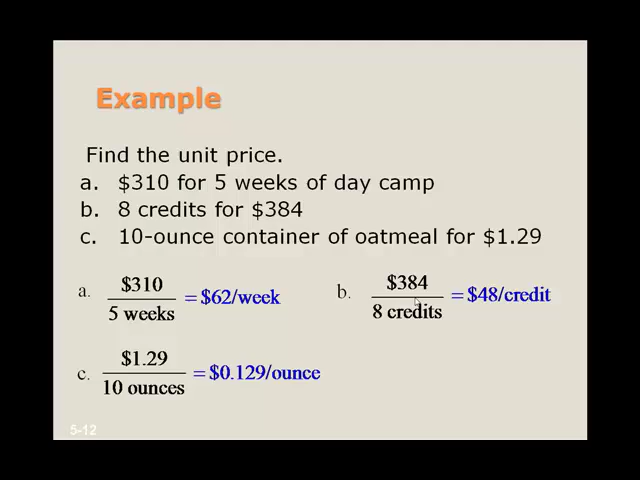 Example
Find the unit price.
a. $310 for 5 weeks of day camp
b. 8 credits for $384
c. 10-ounce container of oatmeal for $1.29
a. $310 / 5 weeks = $62/week
b. $384 / 8 credits = $48/credit
c. $1.29 / 10 ounces = $0.129/ounce
5-12